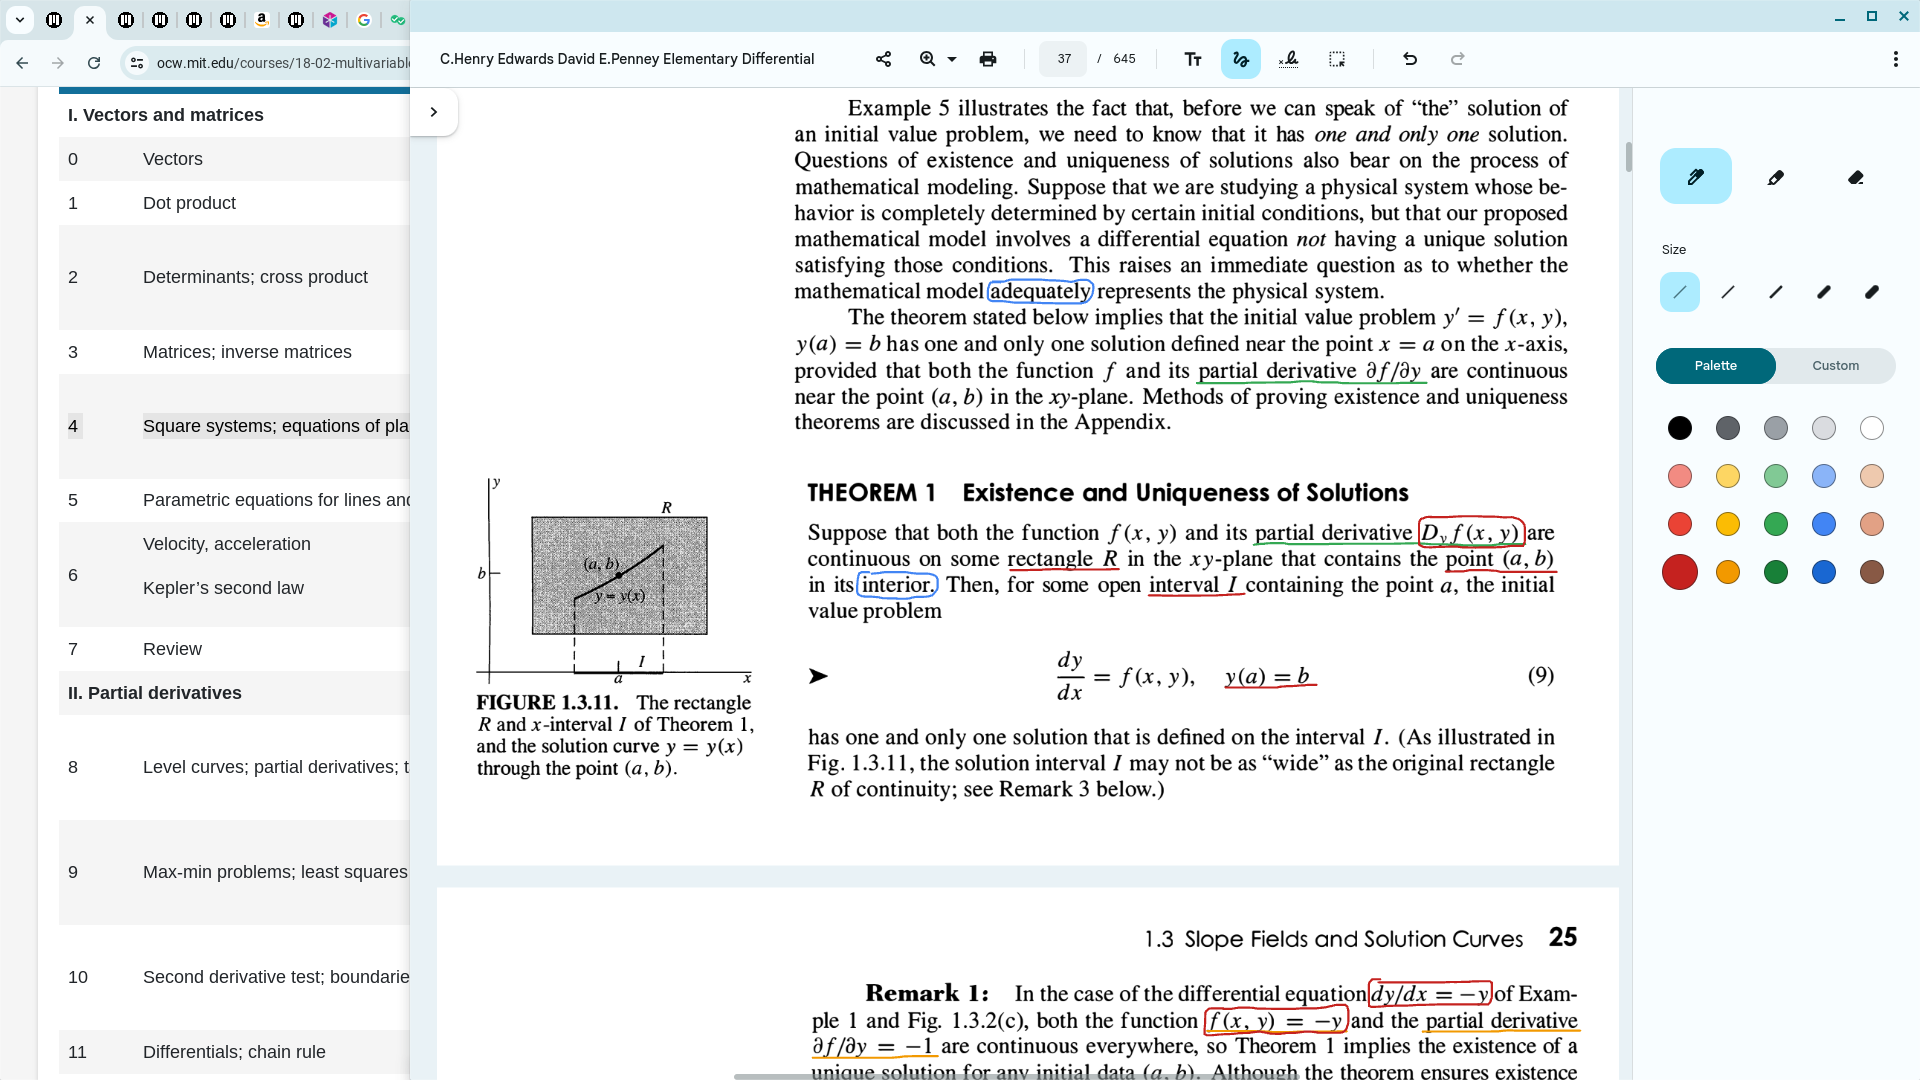 ocw.mit.edu/courses/18-02-multivariabl
C.Henry Edwards David E.Penney Elementary Differential
37 / 645
I. Vectors and matrices
0 Vectors
1 Dot product
2 Determinants; cross product
3 Matrices; inverse matrices
4 Square systems; equations of pla
5 Parametric equations for lines and
6 Velocity, acceleration
Kepler’s second law
7 Review
II. Partial derivatives
8 Level curves; partial derivatives; t
9 Max-min problems; least squares
10 Second derivative test; boundarie
11 Differentials; chain rule
Example 5 illustrates the fact that, before we can speak of “the” solution of
an initial value problem, we need to know that it has one and only one solution.
Questions of existence and uniqueness of solutions also bear on the process of
mathematical modeling. Suppose that we are studying a physical system whose be-
havior is completely determined by certain initial conditions, but that our proposed
mathematical model involves a differential equation not having a unique solution
satisfying those conditions. This raises an immediate question as to whether the
mathematical model adequately represents the physical system.
The theorem stated below implies that the initial value problem y′ = f(x, y),
y(a) = b has one and only one solution defined near the point x = a on the x-axis,
provided that both the function f and its partial derivative ∂f/∂y are continuous
near the point (a, b) in the xy-plane. Methods of proving existence and uniqueness
theorems are discussed in the Appendix.
y
R
(a, b)
b
y = y(x)
I
a
x
FIGURE 1.3.11. The rectangle
R and x-interval I of Theorem 1,
and the solution curve y = y(x)
through the point (a, b).
THEOREM 1 Existence and Uniqueness of Solutions
Suppose that both the function f(x, y) and its partial derivative D_y f(x, y) are
continuous on some rectangle R in the xy-plane that contains the point (a, b)
in its interior. Then, for some open interval I containing the point a, the initial
value problem
dy/dx = f(x, y), y(a) = b (9)
has one and only one solution that is defined on the interval I. (As illustrated in
Fig. 1.3.11, the solution interval I may not be as “wide” as the original rectangle
R of continuity; see Remark 3 below.)
1.3 Slope Fields and Solution Curves 25
Remark 1: In the case of the differential equation dy/dx = −y of Exam-
ple 1 and Fig. 1.3.2(c), both the function f(x, y) = −y and the partial derivative
∂f/∂y = −1 are continuous everywhere, so Theorem 1 implies the existence of a
unique solution for any initial data (a, b). Although the theorem ensures existence
Size
Palette
Custom